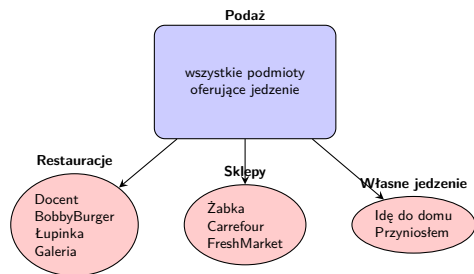 Podaż
wszystkie podmioty
oferujące jedzenie
Restauracje
Docent
BobbyBurger
Łupinka
Galeria
Sklepy
Żabka
Carrefour
FreshMarket
Własne jedzenie
Idę do domu
Przyniosłem